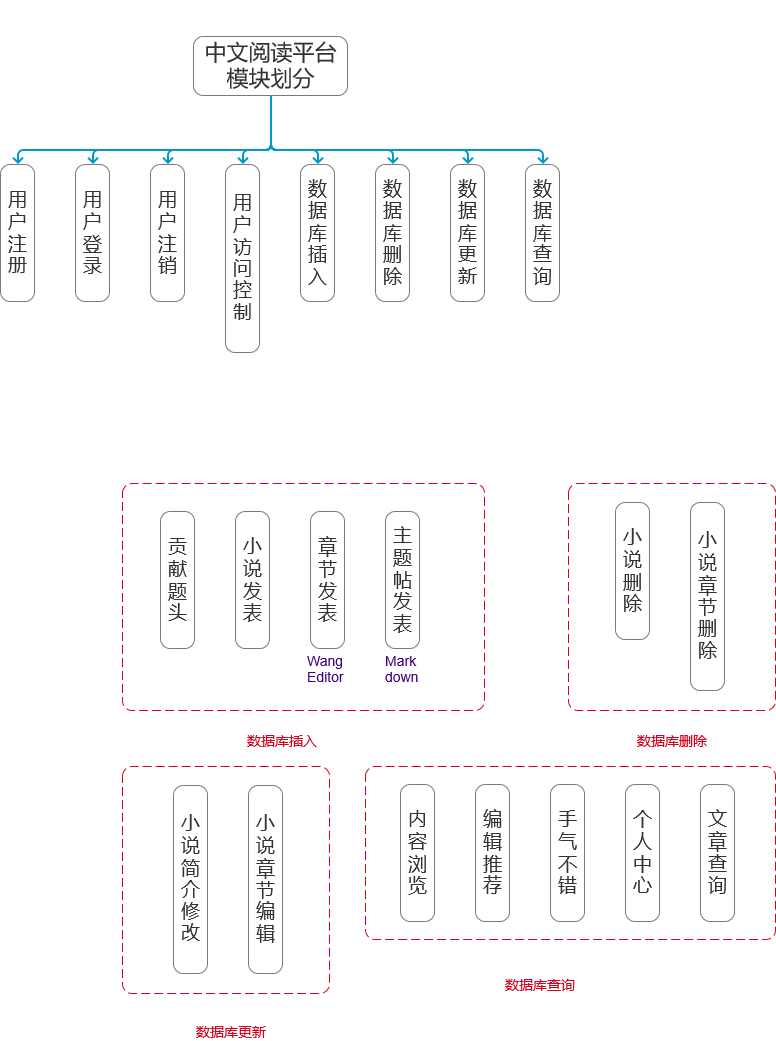 中文阅读平台
模块划分
用户注册
用户登录
用户注销
用户访问控制
数据库插入
数据库删除
数据库更新
数据库查询
贡献题头
小说发表
章节发表
主题帖发表
Wang
Editor
Mark
down
数据库插入
小说删除
小说章节删除
数据库删除
小说简介修改
小说章节编辑
数据库更新
内容浏览
编辑推荐
手气不错
个人中心
文章查询
数据库查询